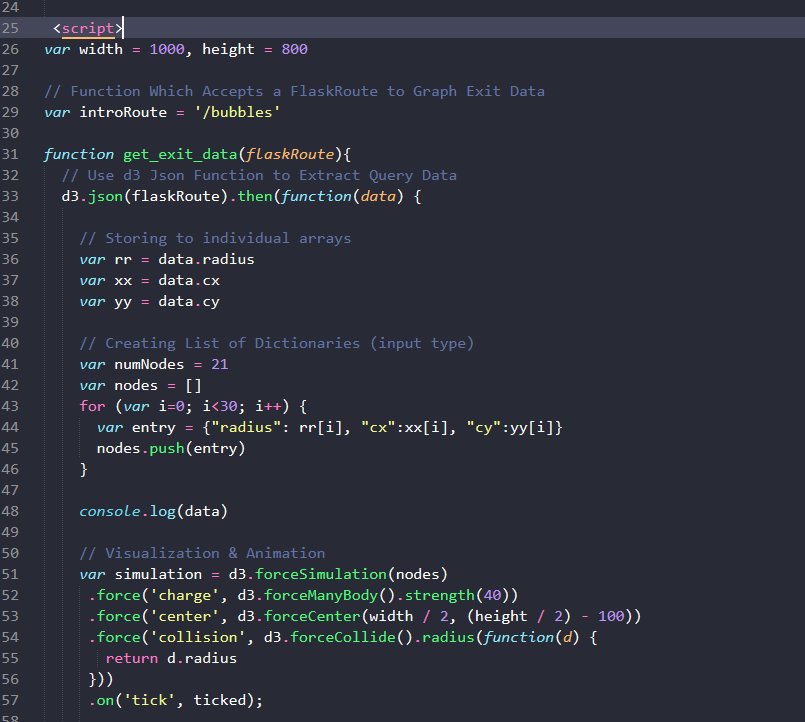 24
25 <script>
26 var width = 1000, height = 800
27
28 // Function Which Accepts a FlaskRoute to Graph Exit Data
29 var introRoute = '/bubbles'
30
31 function get_exit_data(flaskRoute){
32 // Use d3 Json Function to Extract Query Data
33 d3.json(flaskRoute).then(function(data) {
34
35 // Storing to individual arrays
36 var rr = data.radius
37 var xx = data.cx
38 var yy = data.cy
39
40 // Creating List of Dictionaries (input type)
41 var numNodes = 21
42 var nodes = []
43 for (var i=0; i<30; i++) {
44 var entry = {"radius": rr[i], "cx":xx[i], "cy":yy[i]}
45 nodes.push(entry)
46 }
47
48 console.log(data)
49
50 // Visualization & Animation
51 var simulation = d3.forceSimulation(nodes)
52 .force('charge', d3.forceManyBody().strength(40))
53 .force('center', d3.forceCenter(width / 2, (height / 2) - 100))
54 .force('collision', d3.forceCollide().radius(function(d) {
55 return d.radius
56 }))
57 .on('tick', ticked);
58